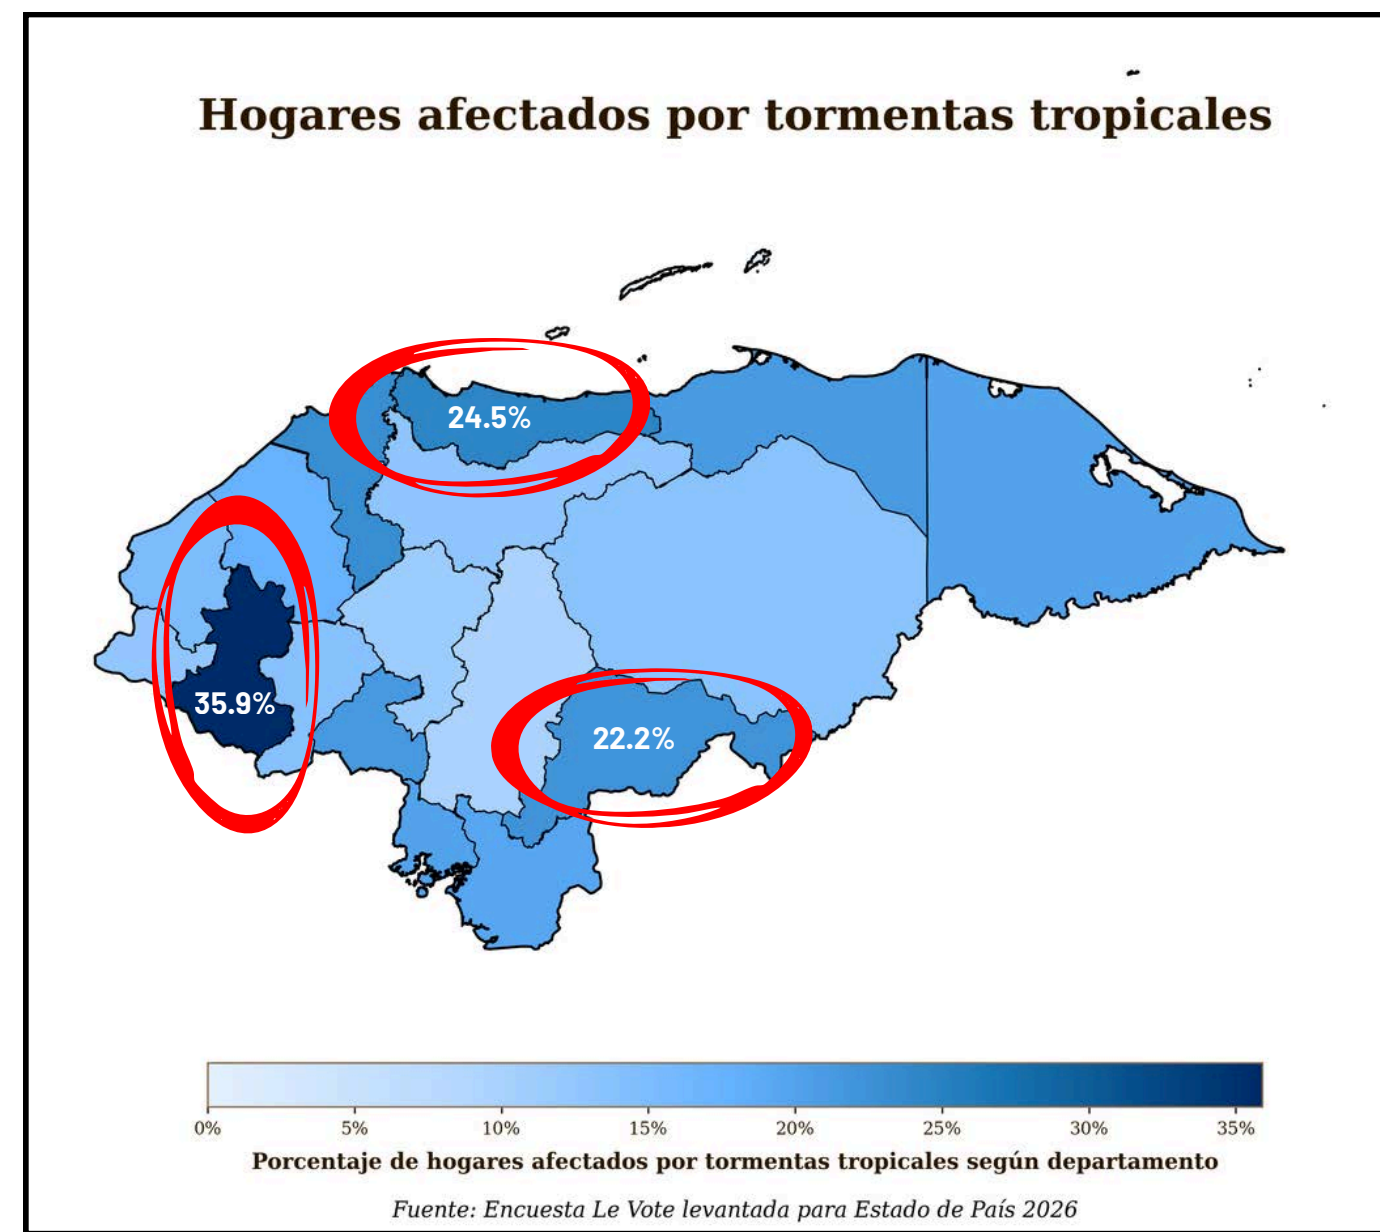 Hogares afectados por tormentas tropicales
24.5%
35.9%
22.2%
0% 5% 10% 15% 20% 25% 30% 35%
Porcentaje de hogares afectados por tormentas tropicales según departamento
Fuente: Encuesta Le Vote levantada para Estado de País 2026